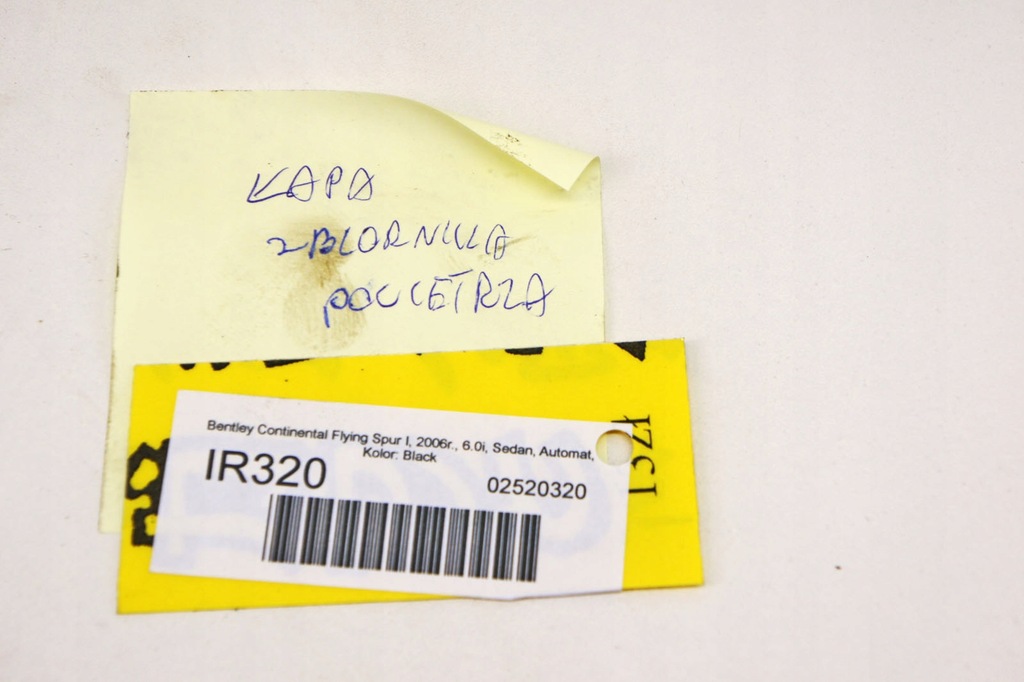 KAPA
ZBIORNIKA
POWIETRZA
Bentley Continental Flying Spur I, 2006r., 6.0i, Sedan, Automat,
Kolor: Black
IR320
02520320